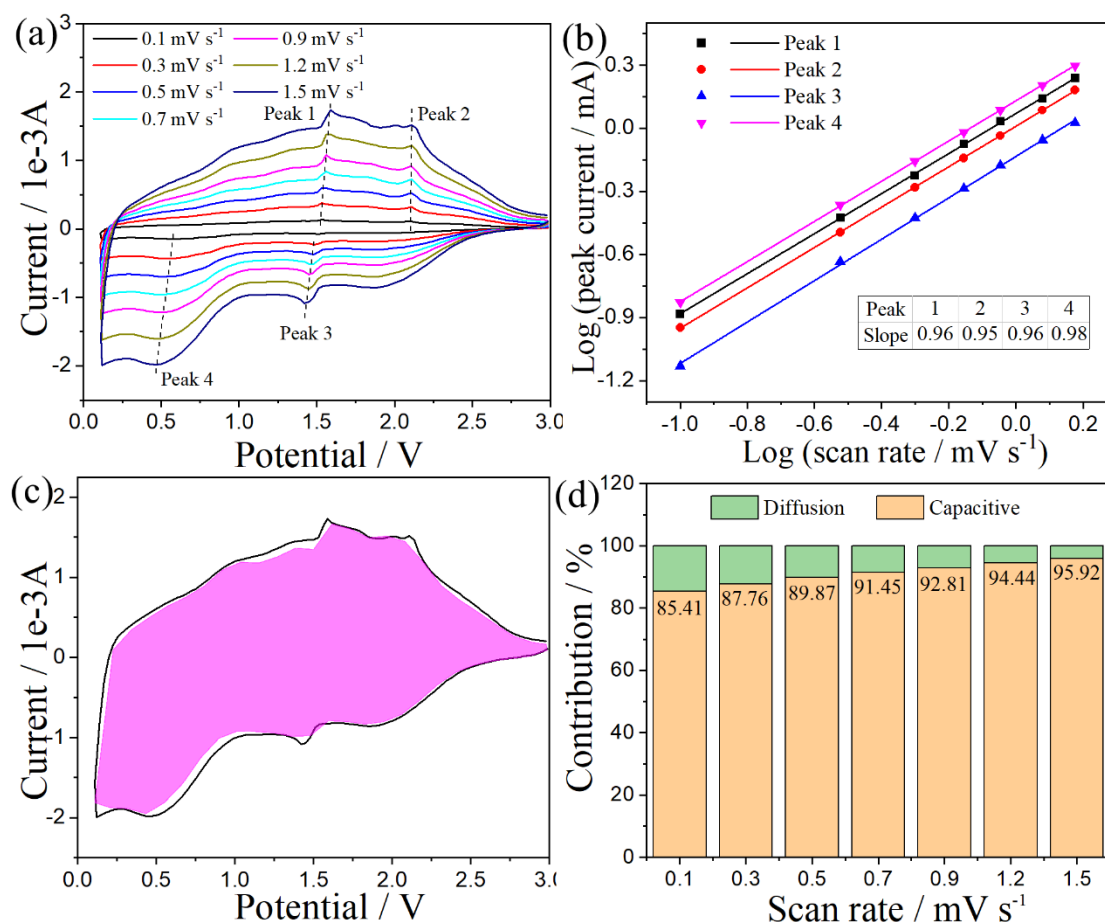 (a)
3
2
1
0
-1
-2
0.0 0.5 1.0 1.5 2.0 2.5 3.0
Current / 1e-3A
Potential / V
0.1 mV s⁻¹ 0.9 mV s⁻¹
0.3 mV s⁻¹ 1.2 mV s⁻¹
0.5 mV s⁻¹ 1.5 mV s⁻¹
0.7 mV s⁻¹
Peak 1 Peak 2
Peak 3
Peak 4
(b)
0.3
0.0
-0.3
-0.6
-0.9
-1.2
-1.0 -0.8 -0.6 -0.4 -0.2 0.0 0.2
Log (peak current / mA)
Log (scan rate / mV s⁻¹)
Peak 1
Peak 2
Peak 3
Peak 4
Peak 1 2 3 4
Slope 0.96 0.95 0.96 0.98
(c)
2
1
0
-1
-2
0.0 0.5 1.0 1.5 2.0 2.5 3.0
Current / 1e-3A
Potential / V
(d)
120
100
80
60
40
20
0
Diffusion Capacitive
85.41 87.76 89.87 91.45 92.81 94.44 95.92
0.1 0.3 0.5 0.7 0.9 1.2 1.5
Contribution / %
Scan rate / mV s⁻¹